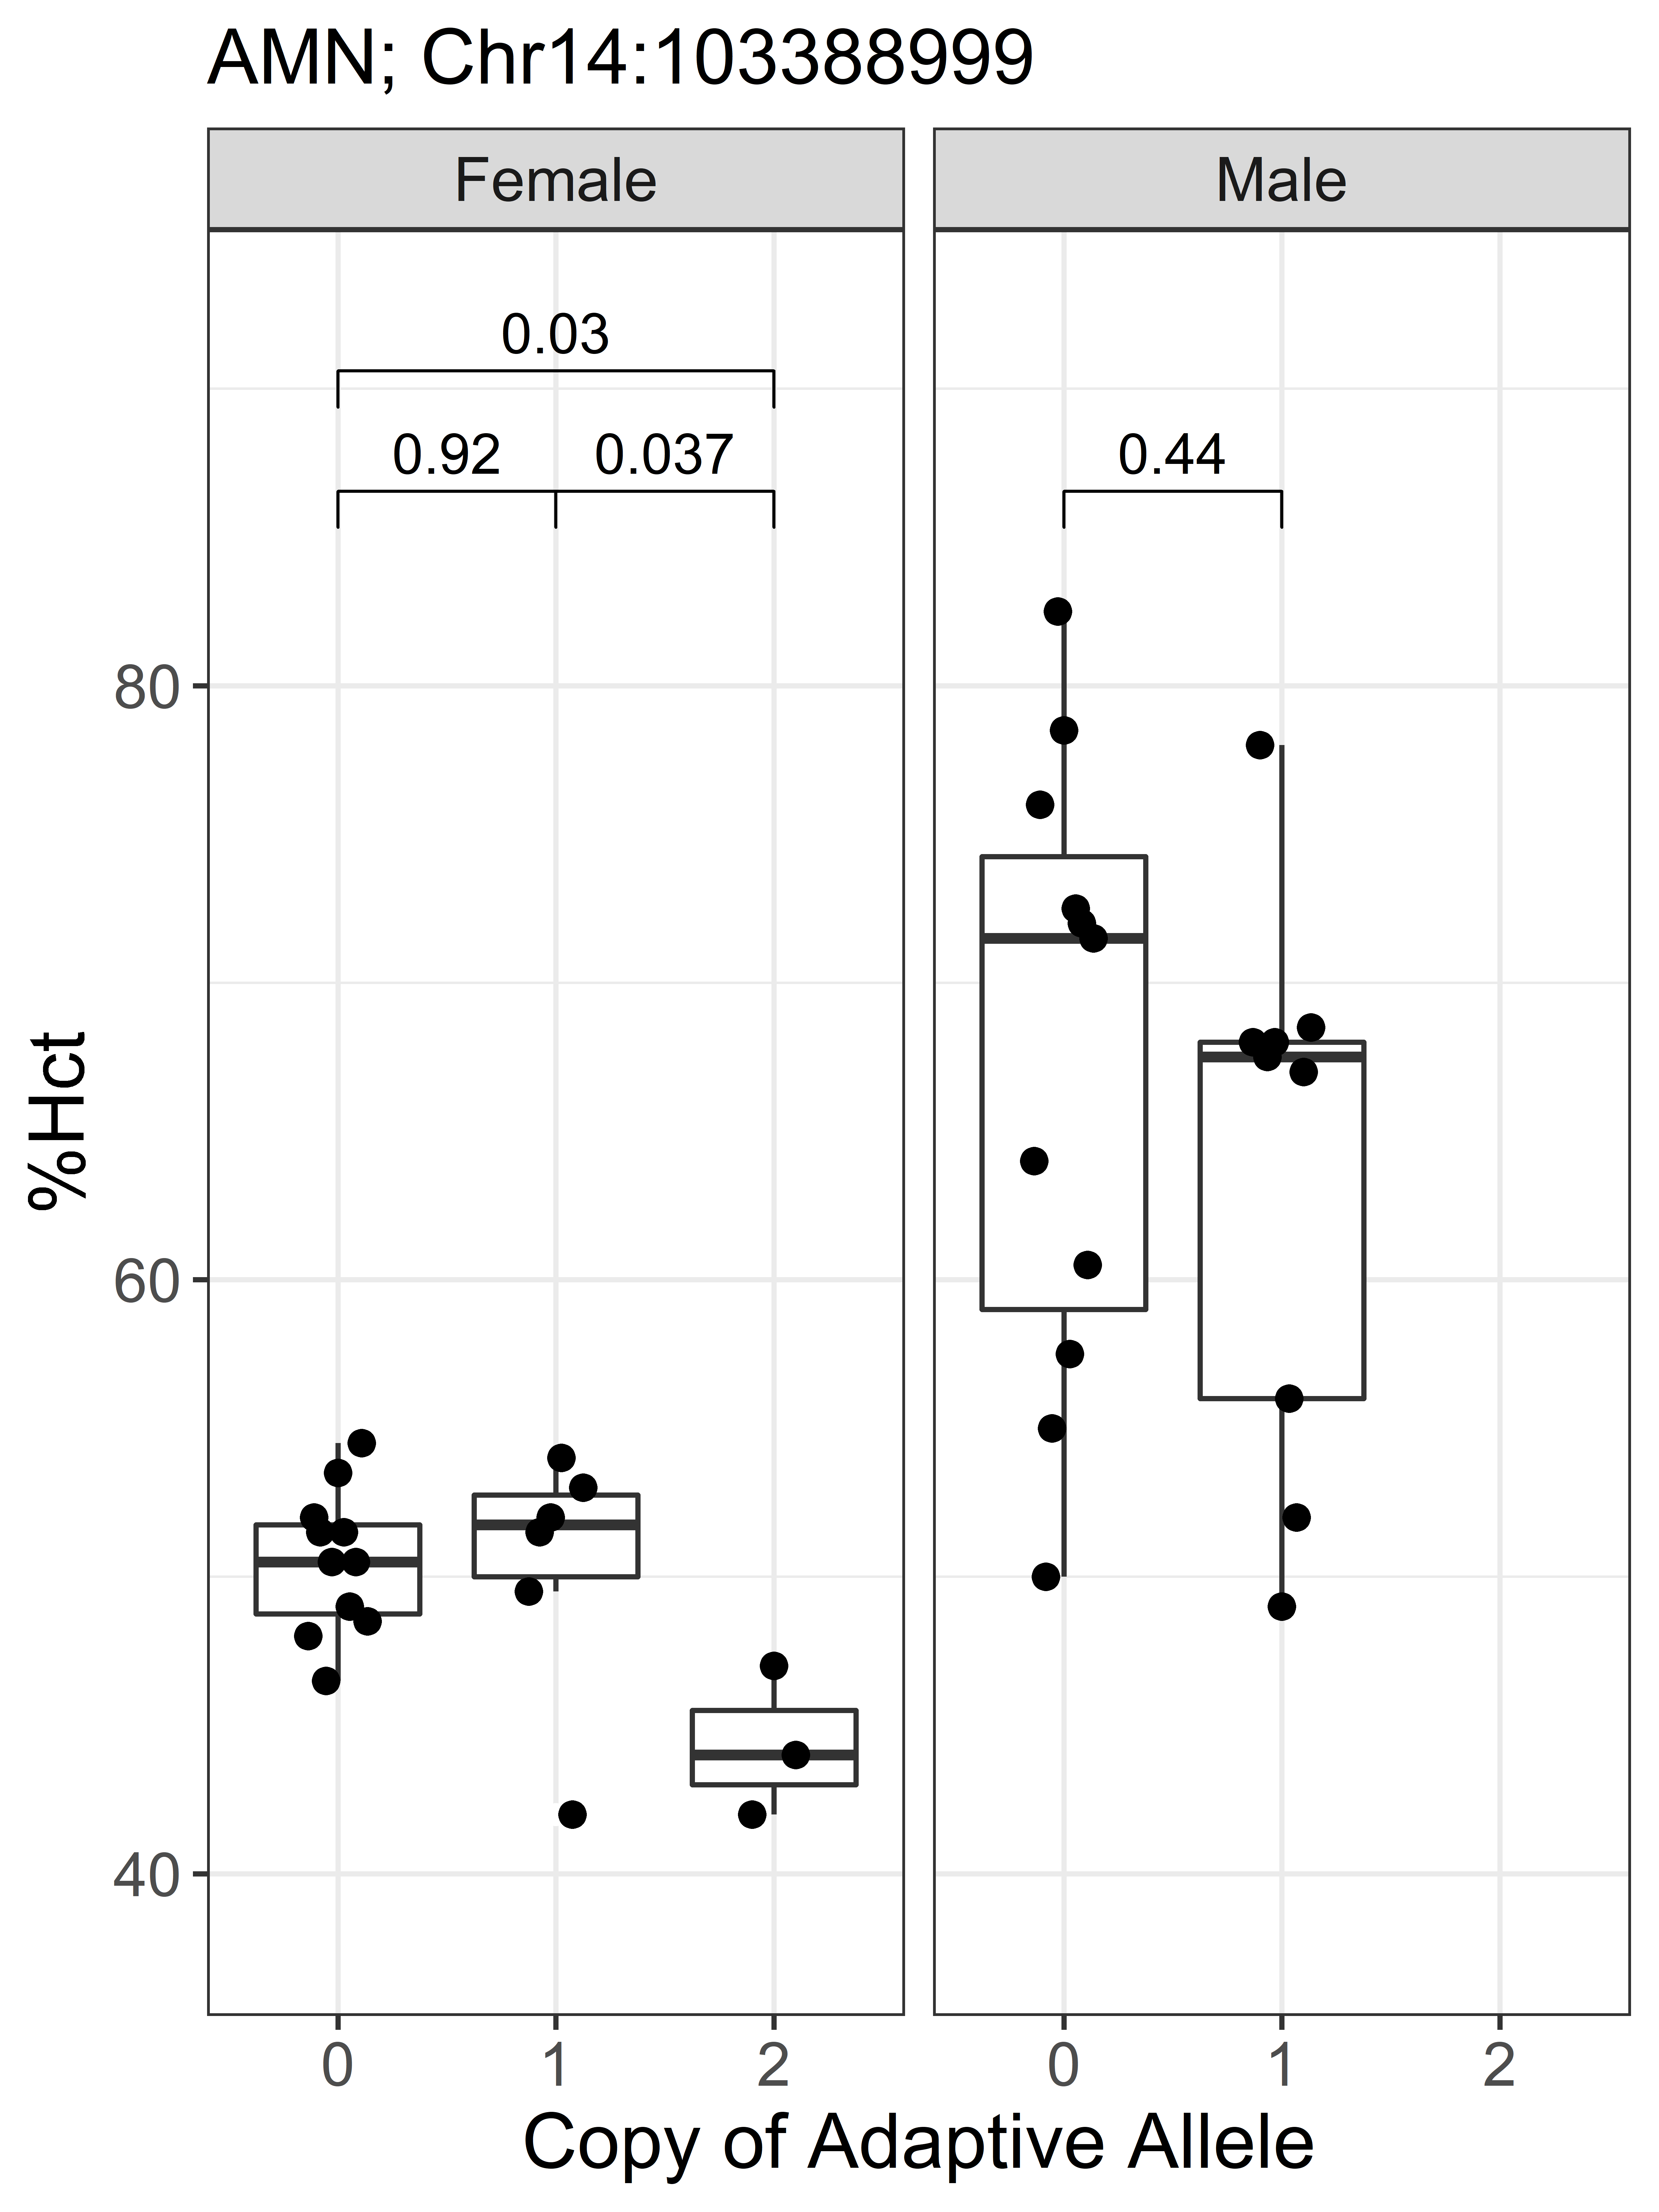 AMN; Chr14:103388999
Female
Male
0.03
0.92
0.037
0.44
80
60
40
%Hct
0
1
2
0
1
2
Copy of Adaptive Allele